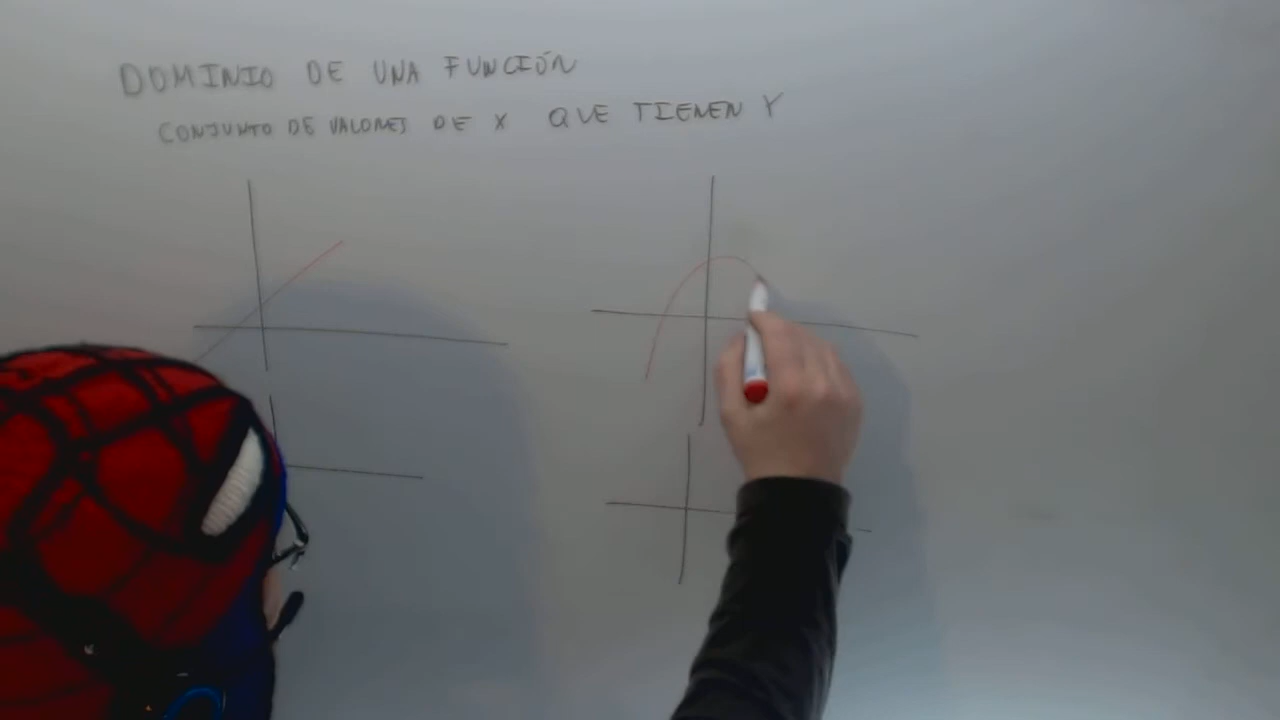 DOMINIO DE UNA FUNCIÓN
CONJUNTO DE VALORES DE X QUE TIENEN Y